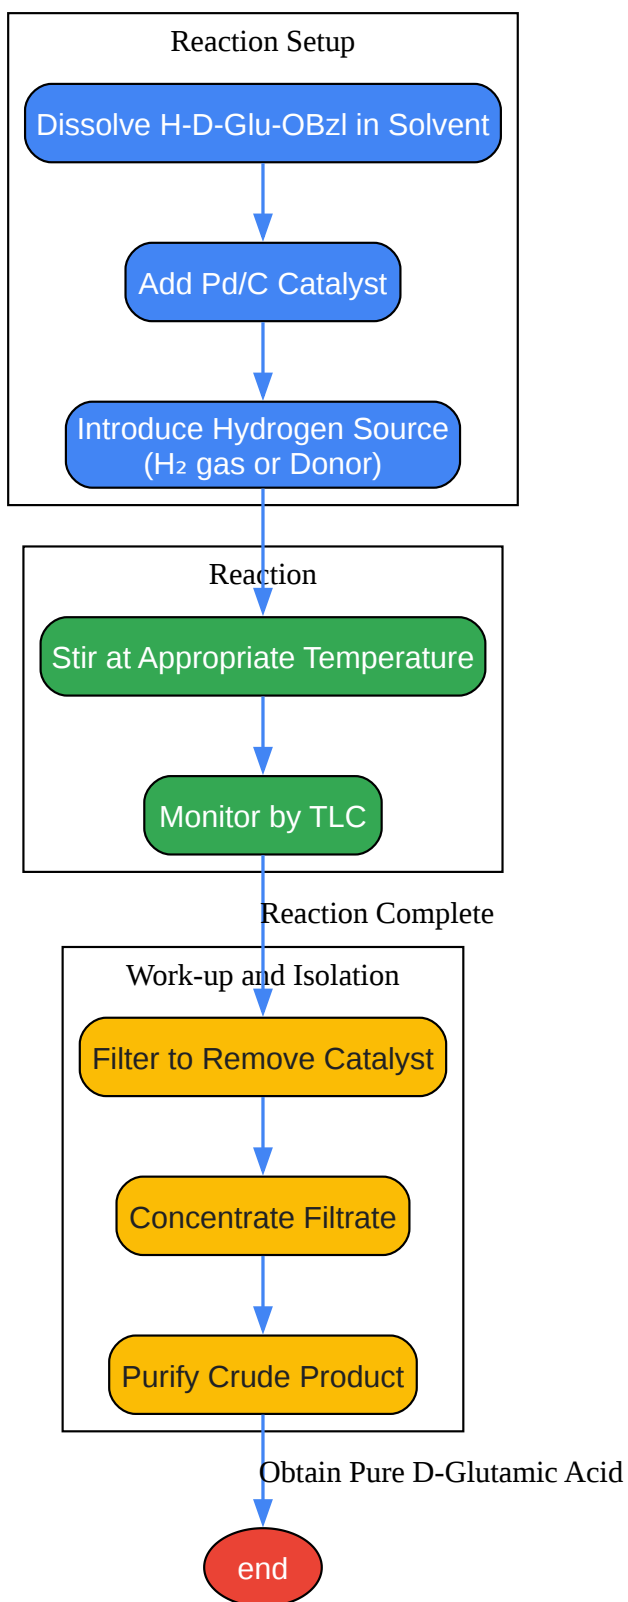 Reaction Setup
Dissolve H-D-Glu-OBzl in Solvent
Add Pd/C Catalyst
Introduce Hydrogen Source
(H₂ gas or Donor)
Reaction
Stir at Appropriate Temperature
Monitor by TLC
Reaction Complete
Work-up and Isolation
Filter to Remove Catalyst
Concentrate Filtrate
Purify Crude Product
Obtain Pure D-Glutamic Acid
end